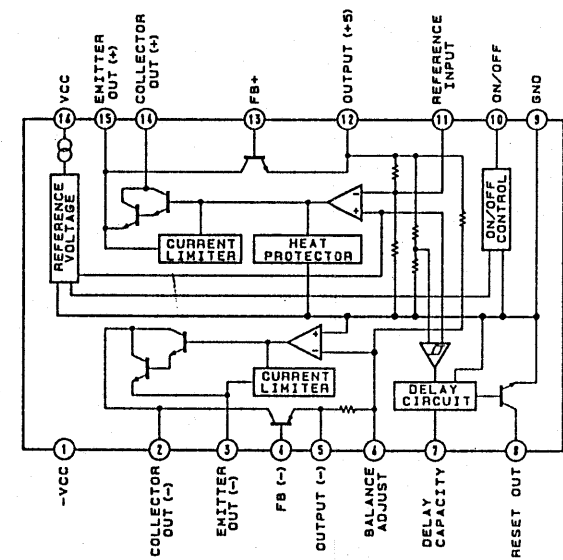 VCC
EMITTER
OUT (+)
COLLECTOR
OUT (+)
FB+
OUTPUT (+5)
REFERENCE
INPUT
ON/OFF
GND
16
15
14
13
12
11
10
9
REFERENCE
VOLTAGE
CURRENT
LIMITER
HEAT
PROTECTOR
-
+
ON/OFF
CONTROL
+
-
CURRENT
LIMITER
DELAY
CIRCUIT
1
2
3
4
5
6
7
8
-VCC
COLLECTOR
OUT (-)
EMITTER
OUT (-)
FB (-)
OUTPUT (-)
BALANCE
ADJUST
DELAY
CAPACITY
RESET OUT